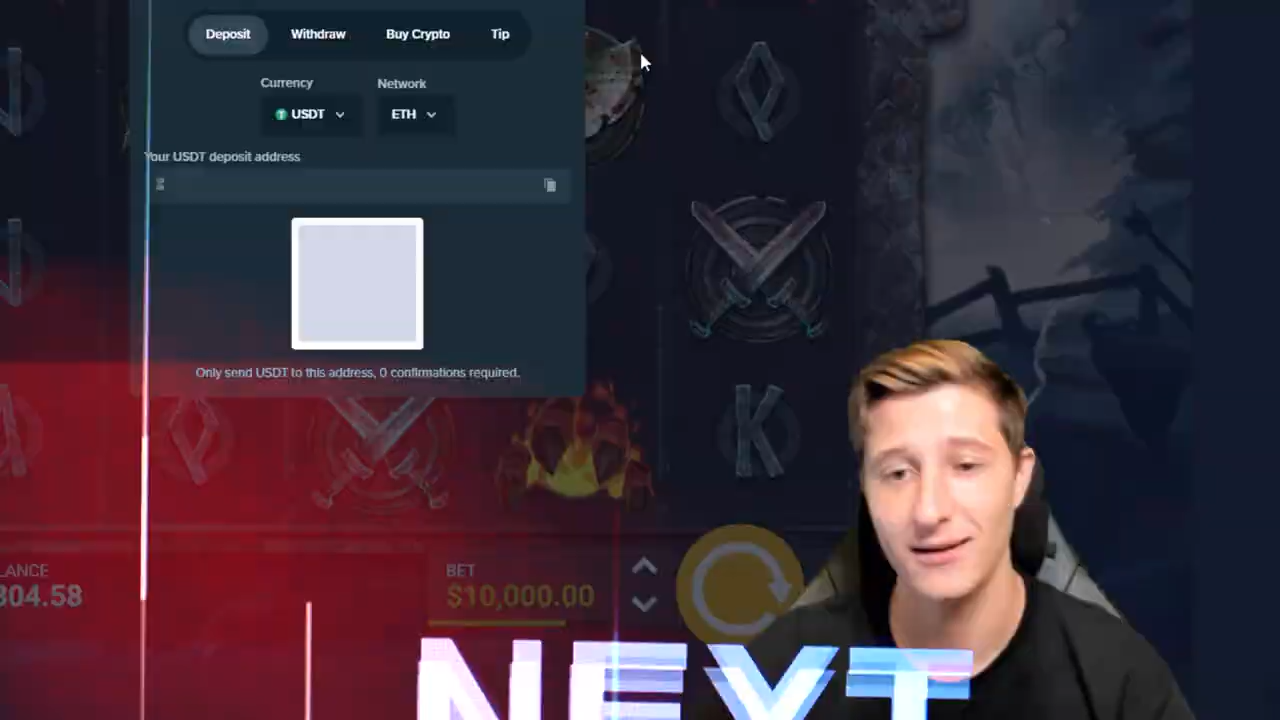 Deposit Withdraw Buy Crypto Tip
Currency Network
USDT ETH
Your USDT deposit address
Only send USDT to this address, 0 confirmations required.
K
LANCE
304.58
BET
$10,000.00
NEXT